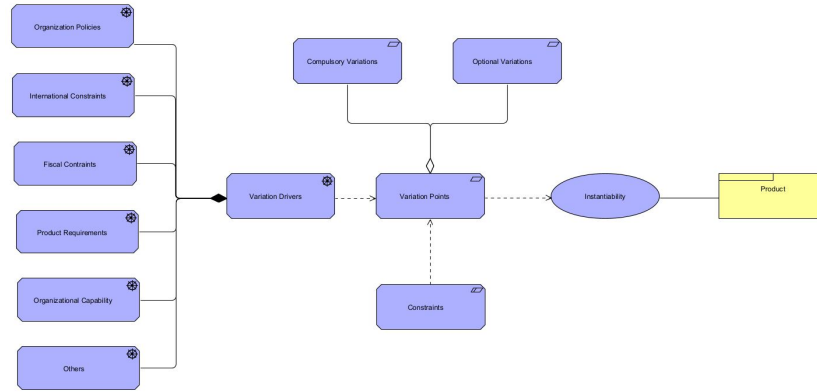 Organization Policies
International Constraints
Fiscal Contraints
Product Requirements
Organizational Capability
Others
Variation Drivers
Compulsory Variations
Optional Variations
Variation Points
Constraints
Instantiability
Product